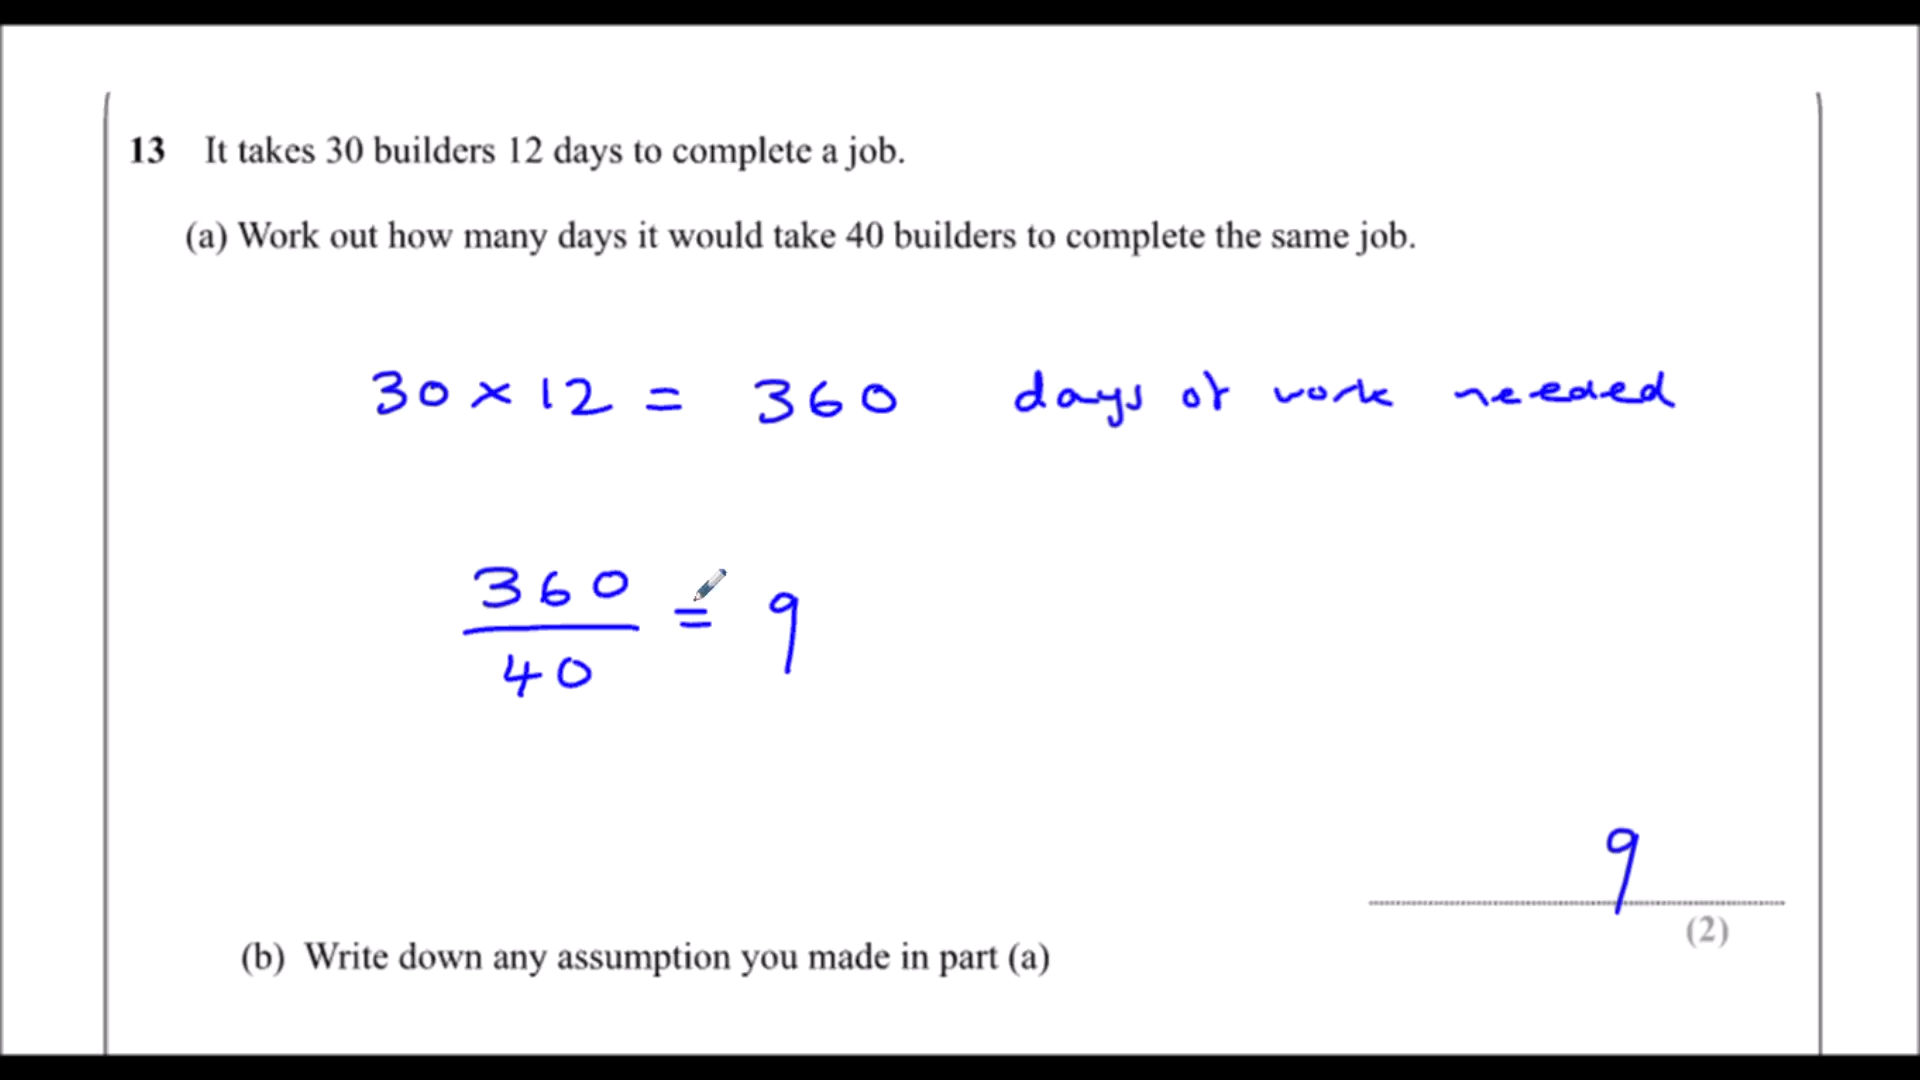 13 It takes 30 builders 12 days to complete a job.
(a) Work out how many days it would take 40 builders to complete the same job.
30 × 12 = 360 days of work needed
360
40
= 9
9
(2)
(b) Write down any assumption you made in part (a)